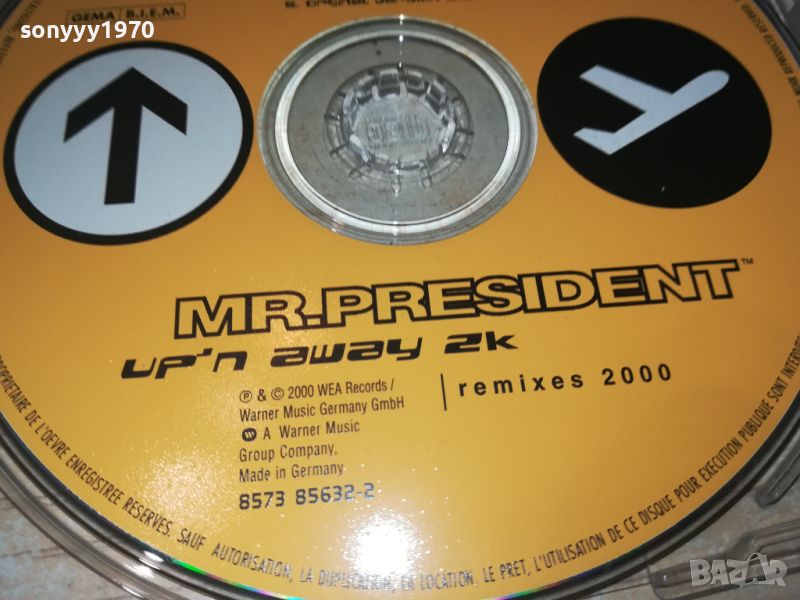 sonyyy1970
GEMA B.I.E.M.
MR.PRESIDENT™
up'n away 2k
remixes 2000
℗ & © 2000 WEA Records /
Warner Music Germany GmbH
A Warner Music
Group Company,
Made in Germany
8573 85632-2
PROPRIETAIRE DE L'OEVRE ENREGISTREE RESERVES. SAUF AUTORISATION, LA DUPLICATION, LA LOCATION. LE PRET, L'UTILISATION DE CE DISQUE POUR EXECUTION PUBLIQUE SONT INTERDITS
BAZAR